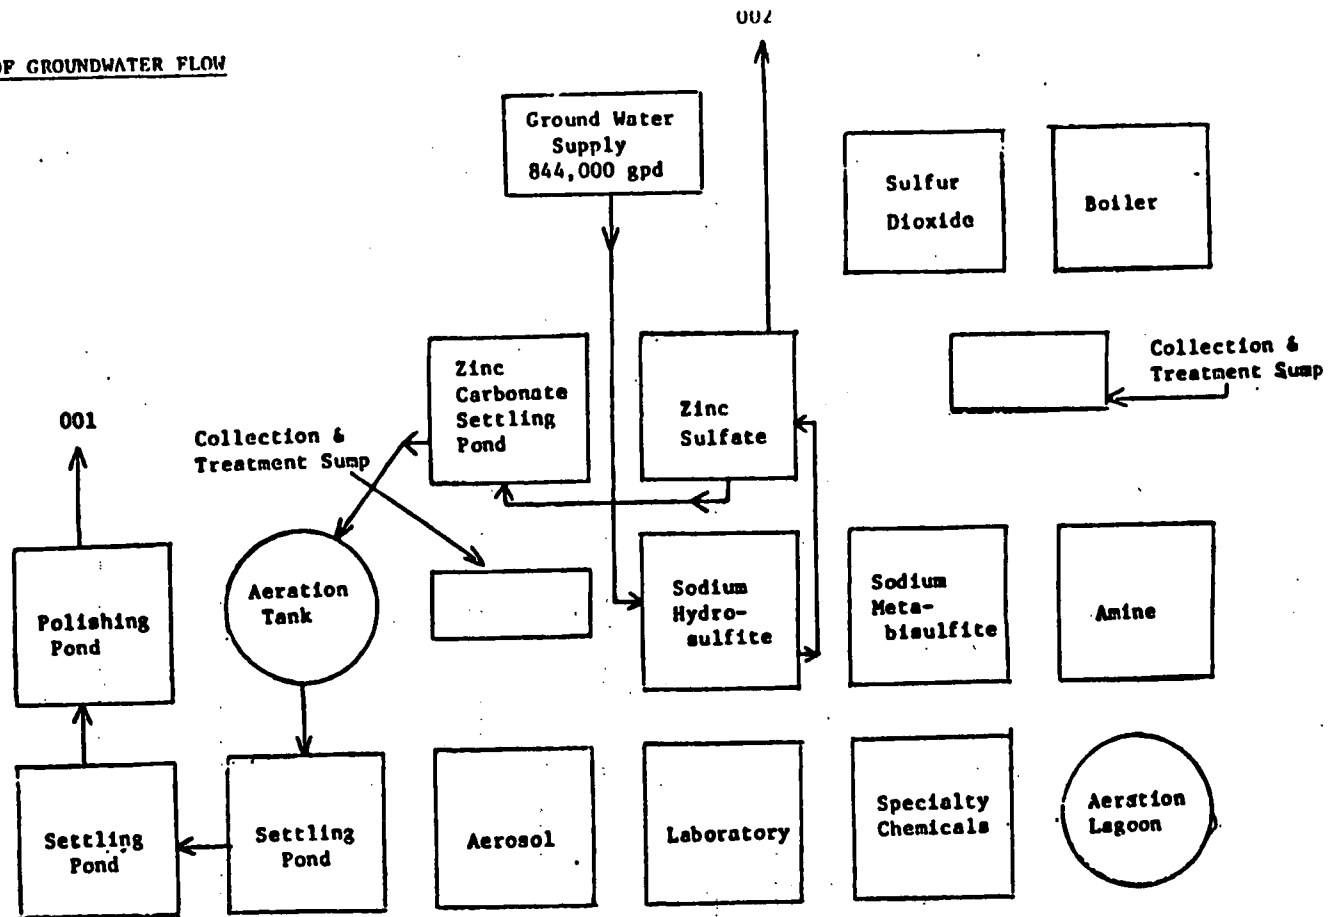 002
OF GROUNDWATER FLOW
Ground Water
Supply
844,000 gpd
Sulfur
Dioxide
Boiler
Zinc
Carbonate
Settling
Pond
Zinc
Sulfate
Collection &
Treatment Sump
001
Collection &
Treatment Sump
Polishing
Pond
Aeration
Tank
Sodium
Hydro-
sulfite
Sodium
Meta-
bisulfite
Amine
Settling
Pond
Settling
Pond
Aerosol
Laboratory
Specialty
Chemicals
Aeration
Lagoon